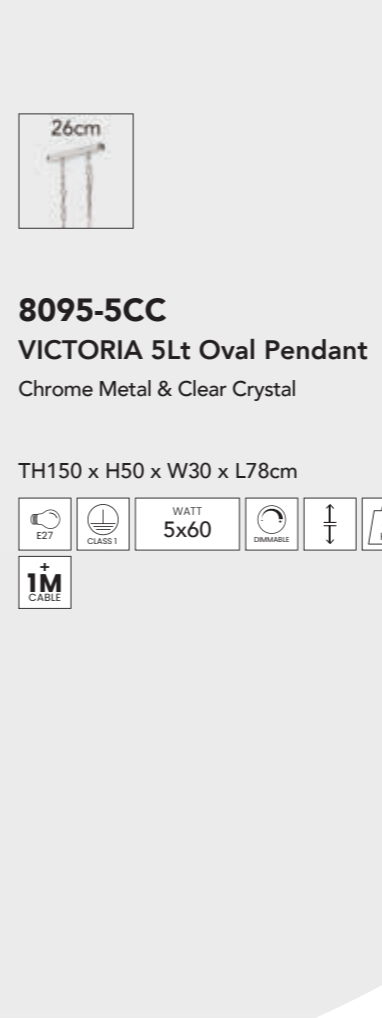 26cm
8095-5CC
VICTORIA 5Lt Oval Pendant
Chrome Metal & Clear Crystal
TH150 x H50 x W30 x L78cm
E27
CLASS 1
WATT
5x60
DIMMABLE
+
1M
CABLE